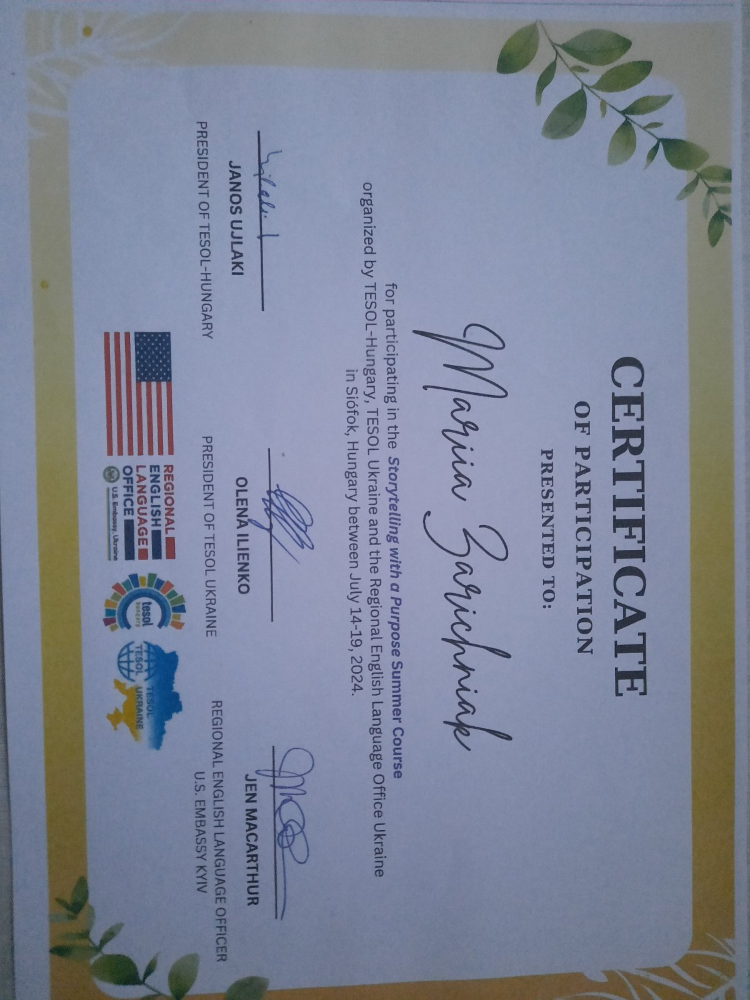 CERTIFICATE
OF PARTICIPATION
PRESENTED TO:
Mariia Zarichniak
for participating in the Storytelling with a Purpose Summer Course
organized by TESOL-Hungary, TESOL Ukraine and the Regional English Language Office Ukraine
in Siófok, Hungary between July 14-19, 2024.
JANOS UJLAKI
PRESIDENT OF TESOL-HUNGARY
OLENA ILIENKO
PRESIDENT OF TESOL UKRAINE
JEN MACARTHUR
REGIONAL ENGLISH LANGUAGE OFFICER
U.S. EMBASSY KYIV
REGIONAL
ENGLISH
LANGUAGE
OFFICE
U.S. Embassy, Ukraine
tesol
hungary
TESOL
TESOL UKRAINE